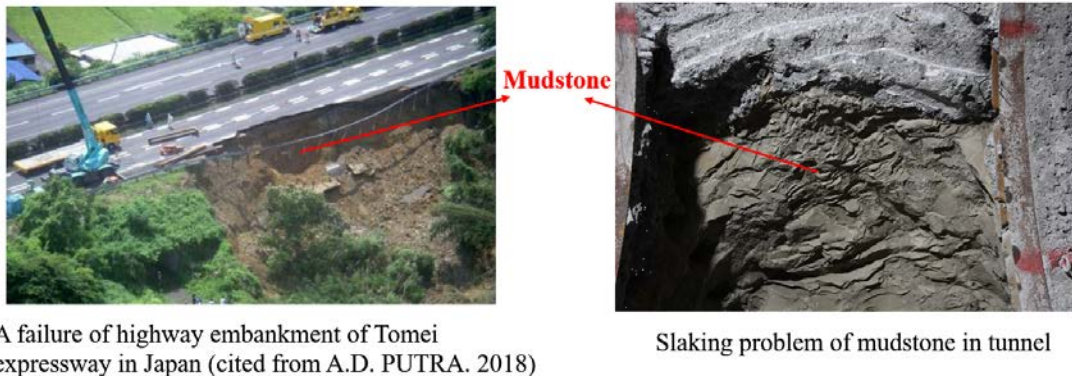 Mudstone
A failure of highway embankment of Tomei
expressway in Japan (cited from A.D. PUTRA. 2018)
Slaking problem of mudstone in tunnel